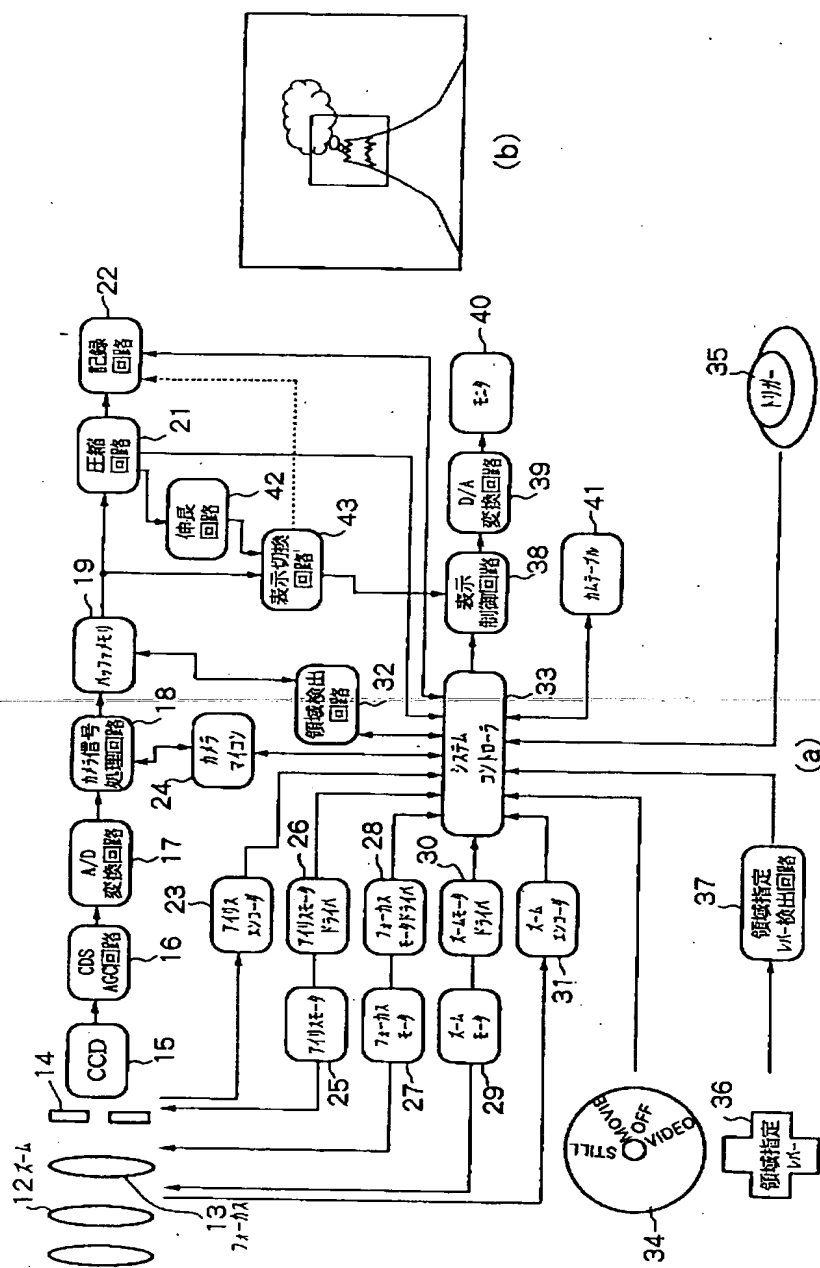 12 ズーム
13
フォーカス
14
CCD
15
CDS
AGC回路
16
A/D
変換回路
17
カメラ信号
処理回路
18
バッファメモリ
19
圧縮
回路
21
記録
回路
22
伸長
回路
42
表示切換
回路
43
カメラ
マイコン
24
領域検出
回路
32
アイリス
エンコーダ
23
アイリスモータ
25
アイリスモータ
ドライバ
26
フォーカス
モータ
27
フォーカス
モータドライバ
28
ズーム
モータ
29
ズームモータ
ドライバ
30
ズーム
エンコーダ
31
システム
コントローラ
33
表示
制御回路
38
D/A
変換回路
39
モニタ
40
カムテーブル
41
STILL
MOVIE
OFF
VIDEO
34
領域指定
レバー
36
領域指定
レバー検出回路
37
トリガー
35
(a)
(b)